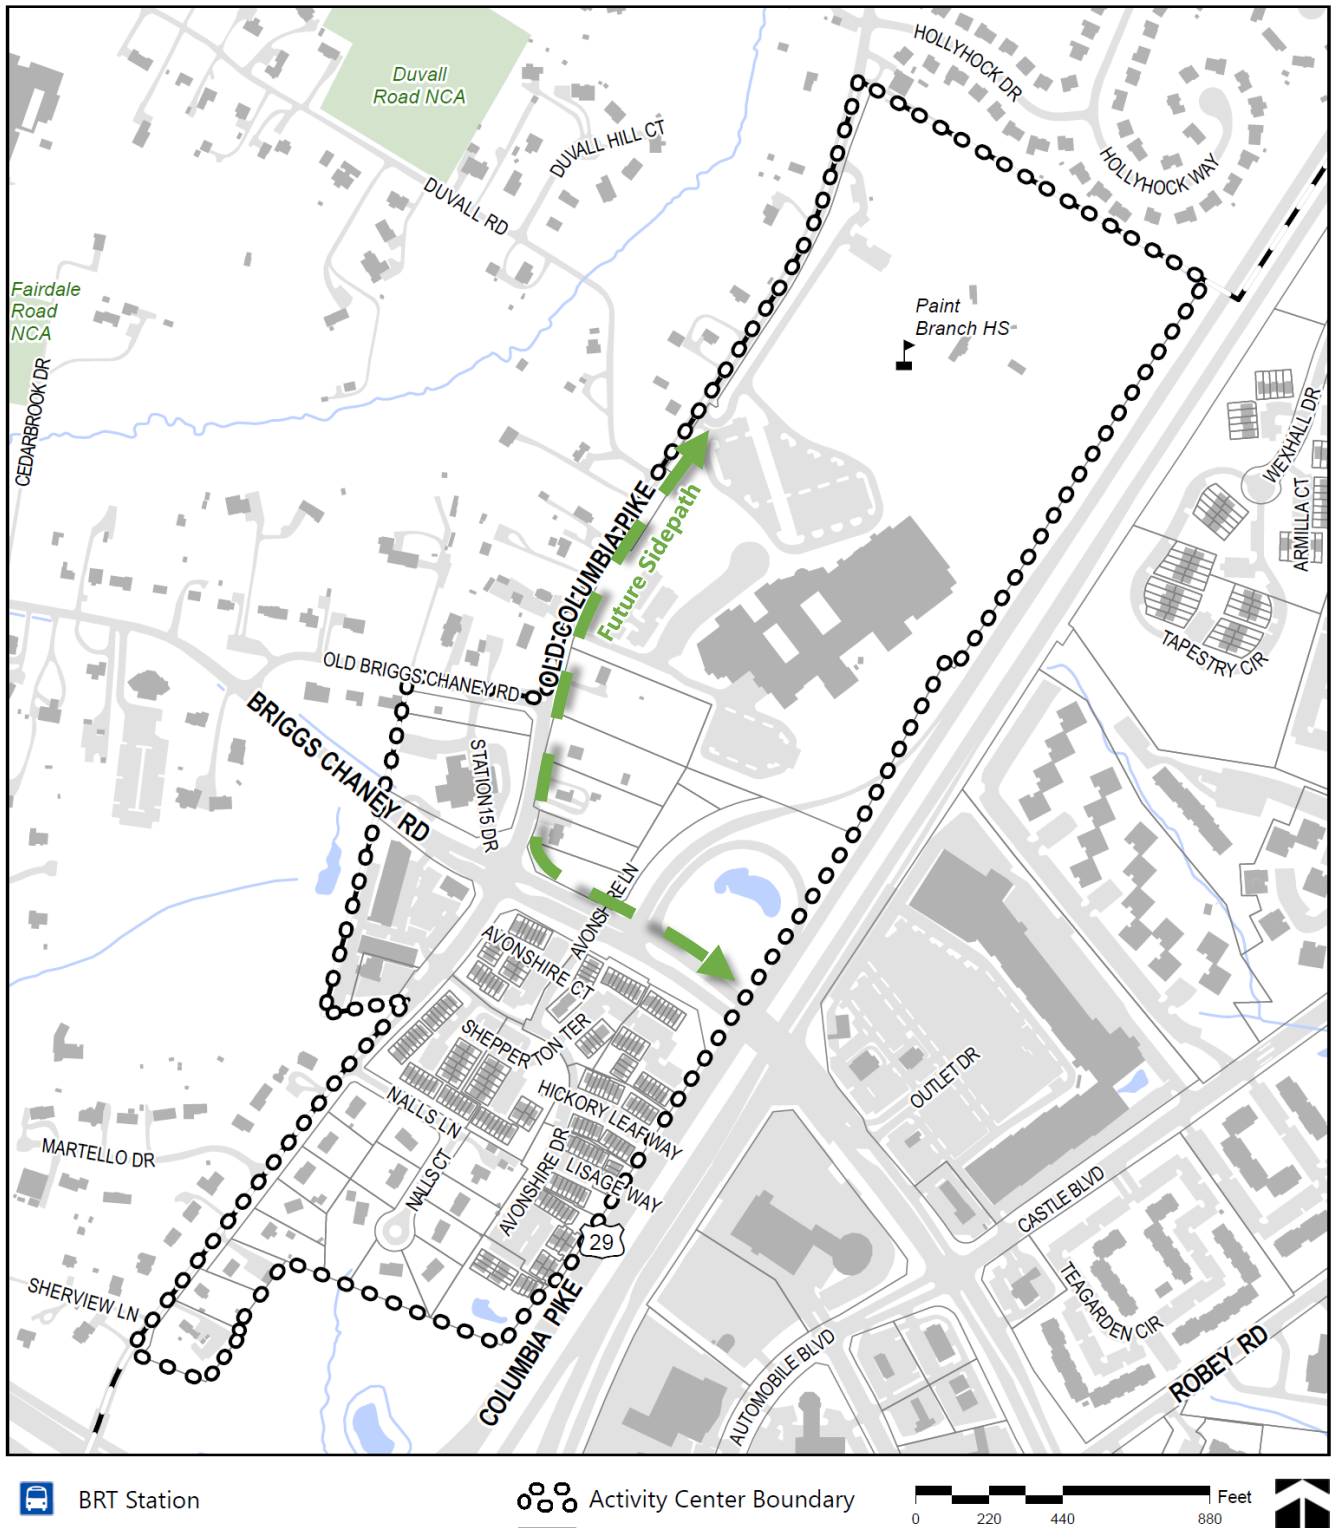 HOLLYHOCK DR
Duvall
Road NCA
DUVALL HILL CT
HOLLYHOCK WAY
DUVALL RD
Fairdale
Road
NCA
Paint
Branch HS
CEDARBROOK DR
WEXHALL DR
ARMILLA CT
OLD COLUMBIA PIKE
Future Sidepath
TAPESTRY CIR
OLD BRIGGS CHANEY RD
BRIGGS CHANEY RD
STATION 15 DR
AVONSHIRE LN
AVONSHIRE CT
SHEPPERTON TER
OUTLET DR
HICKORY LEAF WAY
NALLS LN
MARTELLO DR
NALLS CT
AVONSHIRE DR
LISAGE WAY
CASTLE BLVD
29
TEAGARDEN CIR
SHERVIEW LN
COLUMBIA PIKE
AUTOMOBILE BLVD
ROBEY RD
BRT Station
Activity Center Boundary
Feet
0 220 440 880